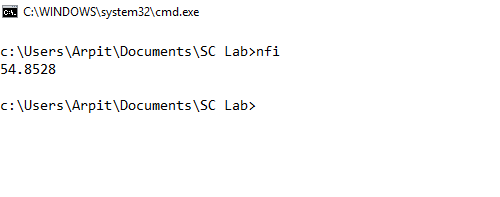 C:\WINDOWS\system32\cmd.exe
c:\Users\Arpit\Documents\SC Lab>nfi
54.8528
c:\Users\Arpit\Documents\SC Lab>